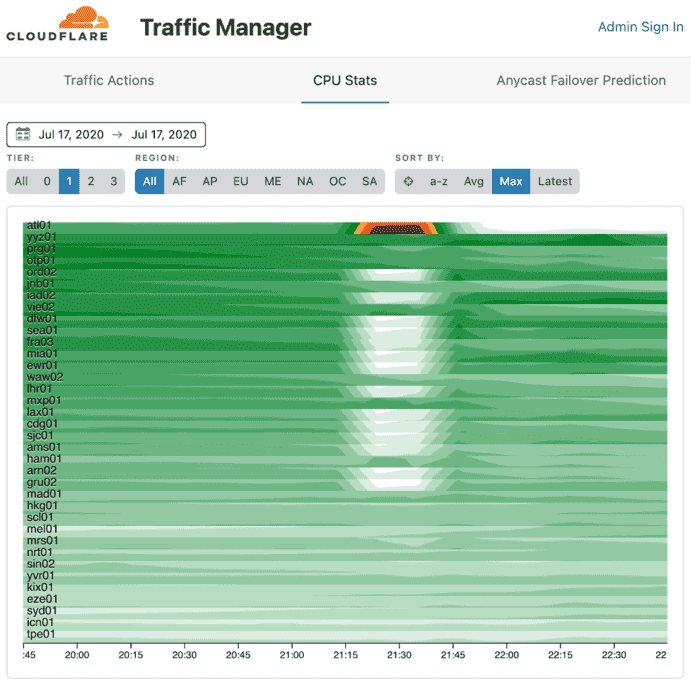 CLOUDFLARE
Traffic Manager
Admin Sign In
Traffic Actions
CPU Stats
Anycast Failover Prediction
Jul 17, 2020 → Jul 17, 2020
TIER:
REGION:
SORT BY:
All 0 1 2 3
All AF AP EU ME NA OC SA
a-z Avg Max Latest
atl01
yyz01
prg01
otp01
ord02
jnb01
iad02
vie02
dfw01
sea01
fra03
mia01
ewr01
waw02
lhr01
mxp01
lax01
cdg01
sjc01
ams01
ham01
arn02
gru02
mad01
hkg01
scl01
mel01
mrs01
nrt01
sin02
yvr01
kix01
eze01
syd01
icn01
tpe01
:45 20:00 20:15 20:30 20:45 21:00 21:15 21:30 21:45 22:00 22:15 22:30 22:45 22